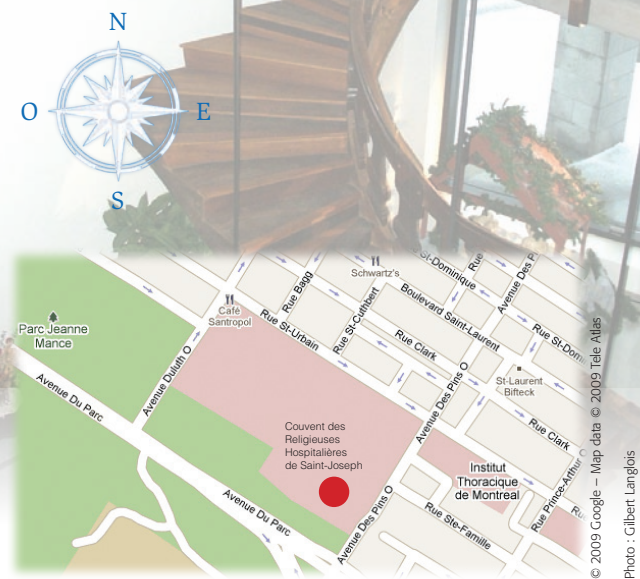 N
O
E
S
Schwartz's
St-Dominique
Rue
Avenue Des P
Rue Bagg
Boulevard Saint-Laurent
Café
Santropol
Rue St-Urbain
Rue St-Cuthbert
Rue Clark
Rue St-Dom
Parc Jeanne
Mance
Avenue Duluth O
Avenue Du Parc
Avenue Des Pins O
St-Laurent
Bifteck
Rue Clark
Couvent des
Religieuses
Hospitalières
de Saint-Joseph
Institut
Thoracique
de Montreal
Rue Prince-Arthur
Ru
Avenue Du Parc
Avenue Des Pins O
Rue Ste-Famille
© 2009 Google – Map data © 2009 Tele Atlas
Photo : Gilbert Langlois